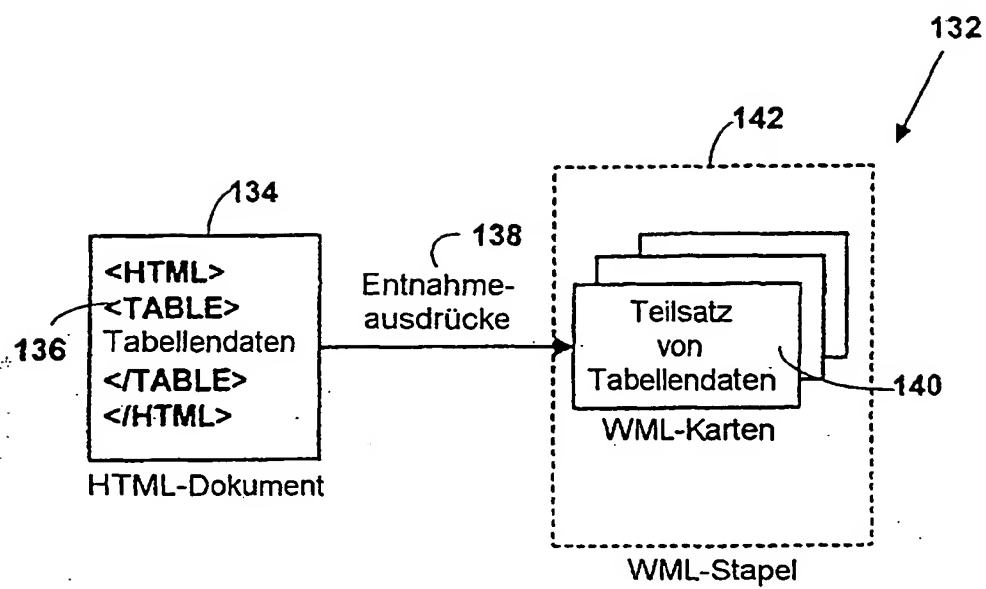 132
142
134
138
<HTML>
<TABLE>
Tabellendaten
</TABLE>
</HTML>
136
HTML-Dokument
Entnahme-
ausdrücke
Teilsatz
von
Tabellendaten
140
WML-Karten
WML-Stapel